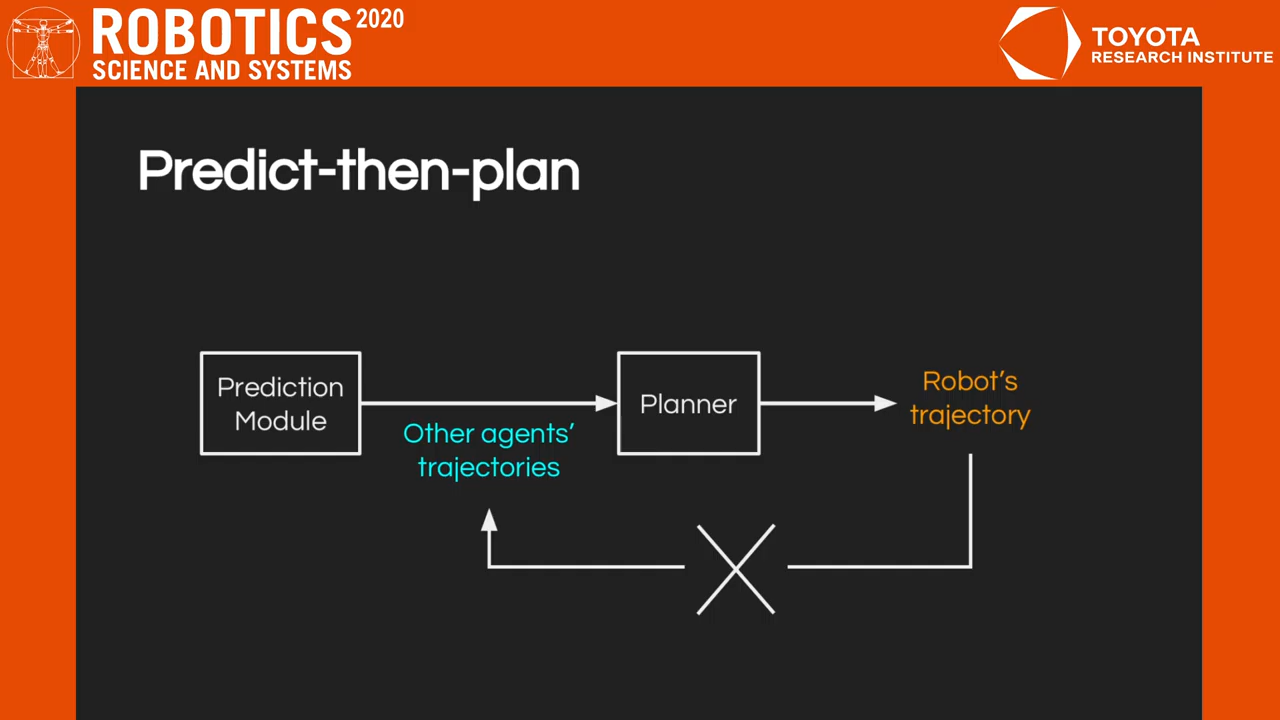 ROBOTICS 2020
SCIENCE AND SYSTEMS
TOYOTA
RESEARCH INSTITUTE
Predict-then-plan
Prediction
Module
Other agents’
trajectories
Planner
Robot’s
trajectory